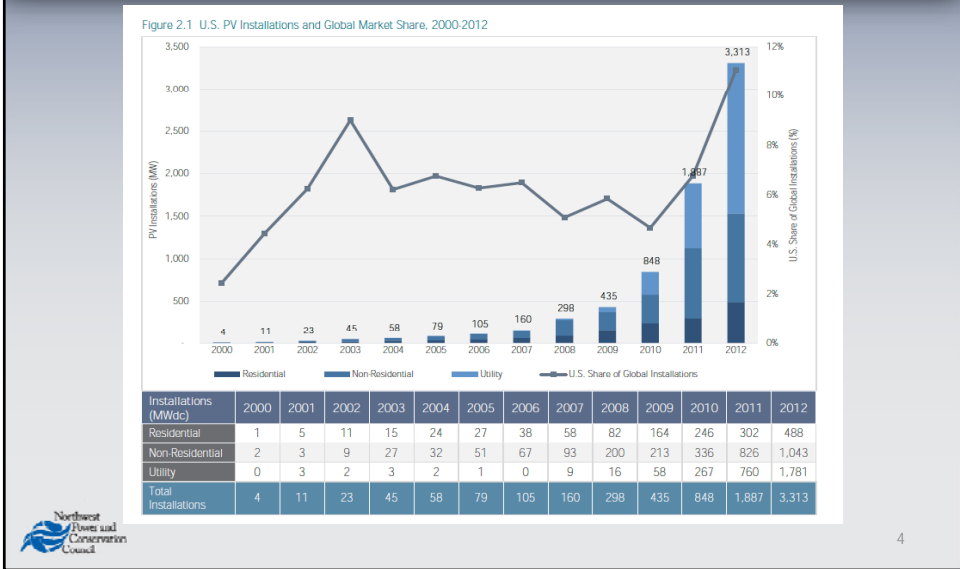 Figure 2.1 U.S. PV Installations and Global Market Share, 2000-2012
3,500
3,000
2,500
2,000
1,500
1,000
500
-
PV Installations (MW)
12%
10%
8%
6%
4%
2%
0%
U.S. Share of Global Installations (%)
4 11 23 45 58 79 105 160 298 435 848 1,887 3,313
2000 2001 2002 2003 2004 2005 2006 2007 2008 2009 2010 2011 2012
Residential Non-Residential Utility U.S. Share of Global Installations
Installations
(MWdc) 2000 2001 2002 2003 2004 2005 2006 2007 2008 2009 2010 2011 2012
Residential 1 5 11 15 24 27 38 58 82 164 246 302 488
Non-Residential 2 3 9 27 32 51 67 93 200 213 336 826 1,043
Utility 0 3 2 3 2 1 0 9 16 58 267 760 1,781
Total
Installations 4 11 23 45 58 79 105 160 298 435 848 1,887 3,313
Northwest
Power and
Conservation
Council
4